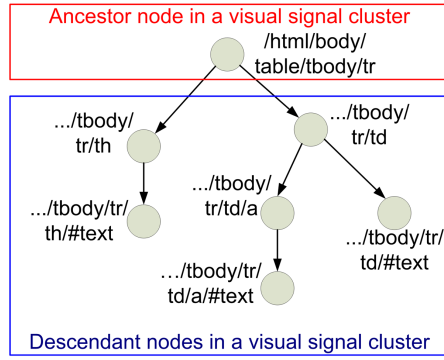 Ancestor node in a visual signal cluster
/html/body/
table/tbody/tr
.../tbody/
tr/th
.../tbody/
tr/td
.../tbody/tr/
th/#text
.../tbody/
tr/td/a
.../tbody/tr/
td/#text
.../tbody/tr/
td/a/#text
Descendant nodes in a visual signal cluster